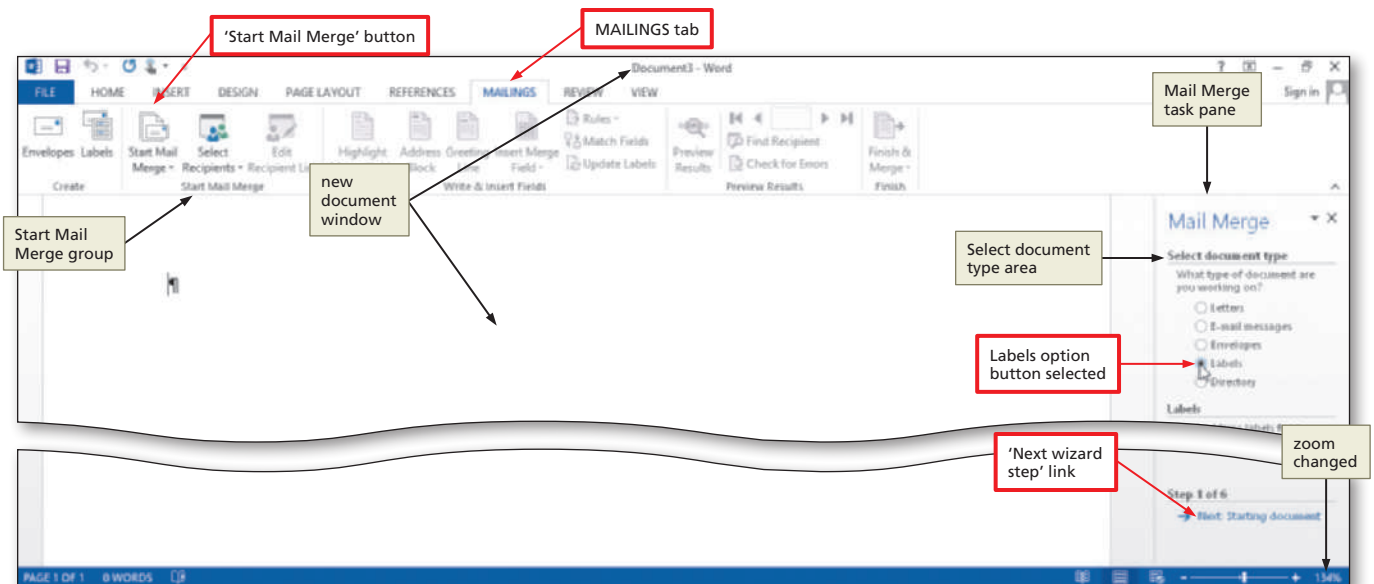 'Start Mail Merge' button
MAILINGS tab
Document3 - Word
FILE HOME INSERT DESIGN PAGE LAYOUT REFERENCES MAILINGS REVIEW VIEW
Sign in
Mail Merge
task pane
Envelopes Labels
Start Mail
Merge
Select
Recipients
Edit
Recipient
Highlight
Address
Block
Greeting
Insert Merge
Field
Rules
Match Fields
Update Labels
Preview
Results
Find Recipient
Check for Errors
Finish &
Merge
Create
Start Mail Merge
Write & Insert Fields
Preview Results
Finish
new
document
window
Start Mail
Merge group
¶
Select document
type area
Mail Merge
Select document type
What type of document are
you working on?
Letters
E-mail messages
Envelopes
Labels
Directory
Labels option
button selected
Labels
'Next wizard
step' link
zoom
changed
Step 1 of 6
Next: Starting document
PAGE 1 OF 1 0 WORDS
134%